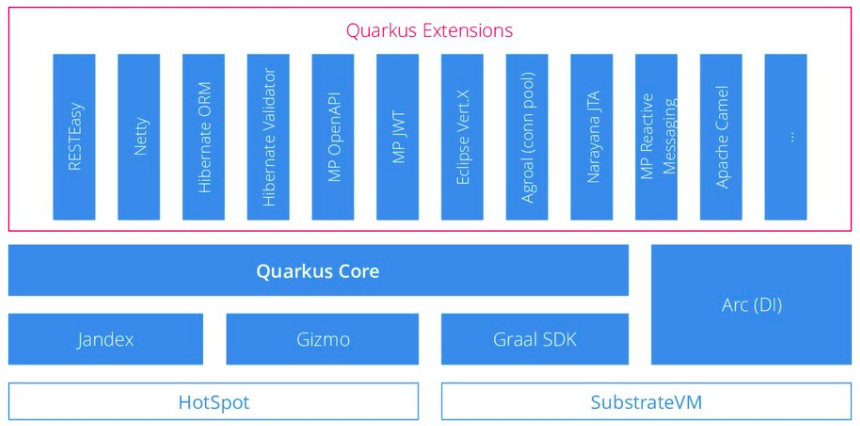 Quarkus Extensions
RESTEasy
Netty
Hibernate ORM
Hibernate Validator
MP OpenAPI
MP JWT
Eclipse Vert.X
Agroal (conn pool)
Narayana JTA
MP Reactive
Messaging
Apache Camel
...
Quarkus Core
Arc (DI)
Jandex
Gizmo
Graal SDK
HotSpot
SubstrateVM